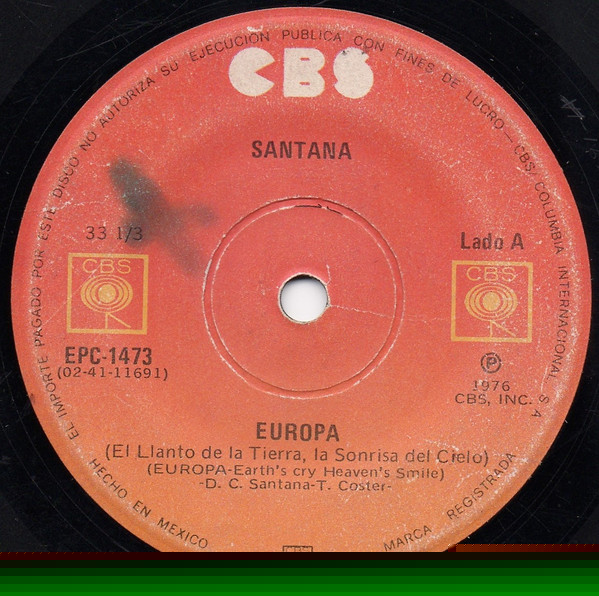 EL IMPORTE PAGADO POR ESTE DISCO NO AUTORIZA SU EJECUCION PUBLICA CON FINES DE LUCRO — CBS COLUMBIA INTERNACIONAL S A
CBS
SANTANA
33 1/3
Lado A
CBS
CBS
EPC-1473
(02-41-11691)
P
1976
CBS, INC.
EUROPA
(El Llanto de la Tierra, la Sonrisa del Cielo)
(EUROPA-Earth's cry Heaven's Smile)
-D. C. Santana-T. Coster-
HECHO EN MEXICO
MARCA REGISTRADA
CBS